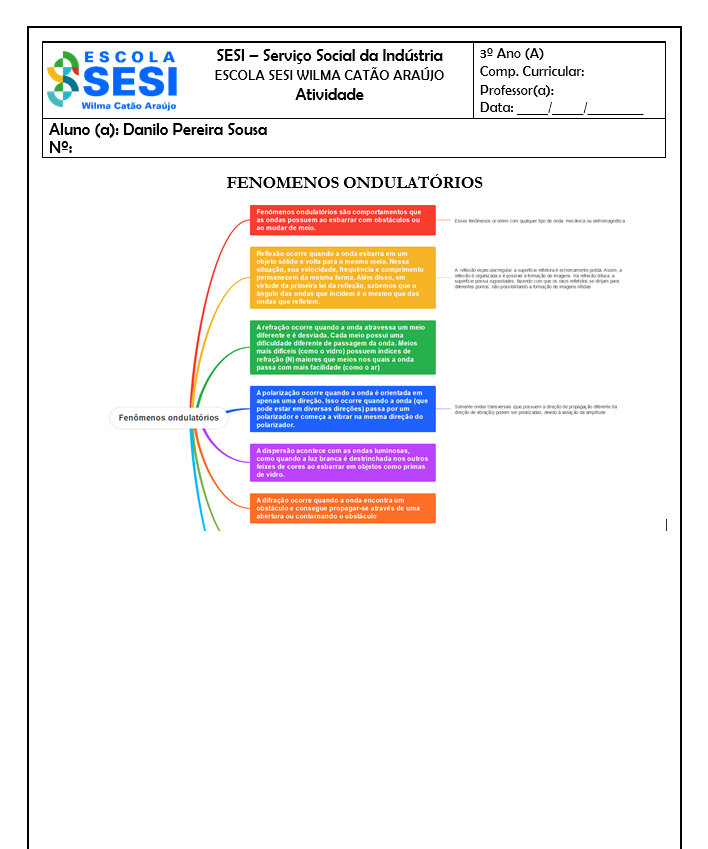 ESCOLA
SESI
Wilma Catão Araújo
SESI – Serviço Social da Indústria
ESCOLA SESI WILMA CATÃO ARAÚJO
Atividade
3º Ano (A)
Comp. Curricular:
Professor(a):
Data: _____/_____/_________
Aluno (a): Danilo Pereira Sousa
Nº:
FENOMENOS ONDULATÓRIOS
Fenômenos ondulatórios
Fenômenos ondulatórios são comportamentos que
as ondas possuem ao esbarrar com obstáculos ou
ao mudar de meio.
Esses fenômenos ocorrem com qualquer tipo de onda: mecânica ou eletromagnética.
Reflexão ocorre quando a onda esbarra em um
objeto sólido e volta para o mesmo meio. Nessa
situação, sua velocidade, frequência e comprimento
permanecem da mesma forma. Além disso, em
virtude da primeira lei da reflexão, sabemos que o
ângulo das ondas que incidem é o mesmo que das
ondas que refletem.
A reflexão especular/regular, a superfície refletora é extremamente polida. Assim, a
reflexão é organizada e é possível a formação de imagens. Na reflexão difusa, a
superfície possui rugosidades, fazendo com que os raios refletidos se dirijam para
diferentes pontos, não possibilitando a formação de imagens nítidas
A refração ocorre quando a onda atravessa um meio
diferente e é desviada. Cada meio possui uma
dificuldade diferente de passagem da onda. Meios
mais difíceis (como o vidro) possuem índices de
refração (N) maiores que meios nos quais a onda
passa com mais facilidade (como o ar)
A polarização ocorre quando a onda é orientada em
apenas uma direção. Isso ocorre quando a onda (que
pode estar em diversas direções) passa por um
polarizador e começa a vibrar na mesma direção do
polarizador.
Somente ondas transversais (que possuem a direção de propagação diferente da
direção de vibração) podem ser polarizadas, devido à variação da amplitude.
A dispersão acontece com as ondas luminosas,
como quando a luz branca é destrinchada nos outros
feixes de cores ao esbarrar em objetos como primas
de vidro.
A difração ocorre quando a onda encontra um
obstáculo e consegue propagar-se através de uma
abertura ou contornando o obstáculo